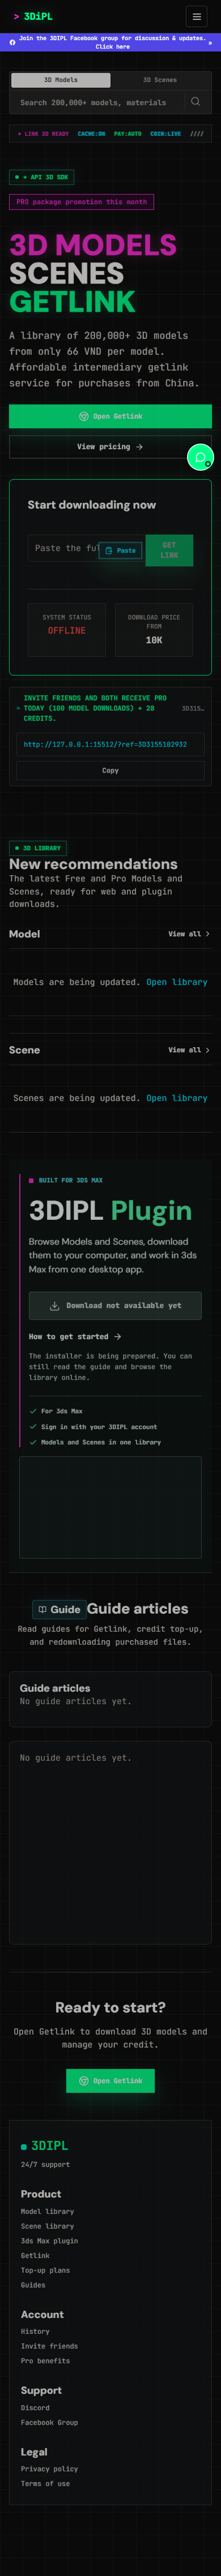 > 3DiPL
Join the 3DIPL Facebook group for discussion & updates. Click here »
3D Models
3D Scenes
Search 200,000+ models, materials
+ LINK 3D READY CACHE:ON PAY:AUTO COIN:LIVE ////
+ API 3D SDK
PRO package promotion this month
3D MODELS
SCENES
GETLINK
A library of 200,000+ 3D models
from only 66 VND per model.
Affordable intermediary getlink
service for purchases from China.
Open Getlink
View pricing →
Start downloading now
Paste the ful
Paste
GET
LINK
SYSTEM STATUS
OFFLINE
DOWNLOAD PRICE
FROM
10K
> INVITE FRIENDS AND BOTH RECEIVE PRO
TODAY (100 MODEL DOWNLOADS) + 20
CREDITS.
3D315…
http://127.0.0.1:15512/?ref=3D3155102932
Copy
3D LIBRARY
New recommendations
The latest Free and Pro Models and
Scenes, ready for web and plugin
downloads.
Model
View all >
Models are being updated. Open library
Scene
View all >
Scenes are being updated. Open library
BUILT FOR 3DS MAX
3DIPL Plugin
Browse Models and Scenes, download
them to your computer, and work in 3ds
Max from one desktop app.
Download not available yet
How to get started →
The installer is being prepared. You can
still read the guide and browse the
library online.
For 3ds Max
Sign in with your 3DIPL account
Models and Scenes in one library
Guide
Guide articles
Read guides for Getlink, credit top-up,
and redownloading purchased files.
Guide articles
No guide articles yet.
No guide articles yet.
Ready to start?
Open Getlink to download 3D models and
manage your credit.
Open Getlink
3DIPL
24/7 support
Product
Model library
Scene library
3ds Max plugin
Getlink
Top-up plans
Guides
Account
History
Invite friends
Pro benefits
Support
Discord
Facebook Group
Legal
Privacy policy
Terms of use